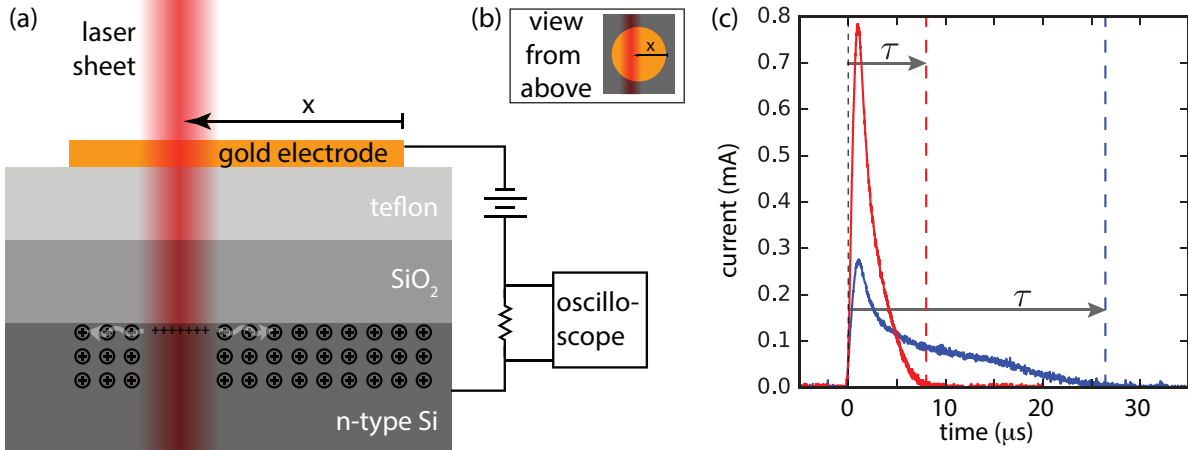 (a)
laser
sheet
x
gold electrode
teflon
SiO₂
+++++++
n-type Si
oscillo-
scope
(b)
view
from
above
x
(c)
0.8
0.7
0.6
0.5
0.4
0.3
0.2
0.1
0.0
current (mA)
τ
τ
0
10
20
30
time (μs)